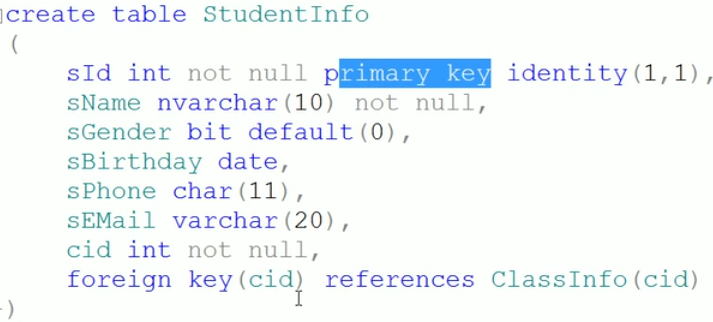 create table StudentInfo
(
sId int not null primary key identity(1,1),
sName nvarchar(10) not null,
sGender bit default(0),
sBirthday date,
sPhone char(11),
sEMail varchar(20),
cid int not null,
foreign key(cid) references ClassInfo(cid)
)